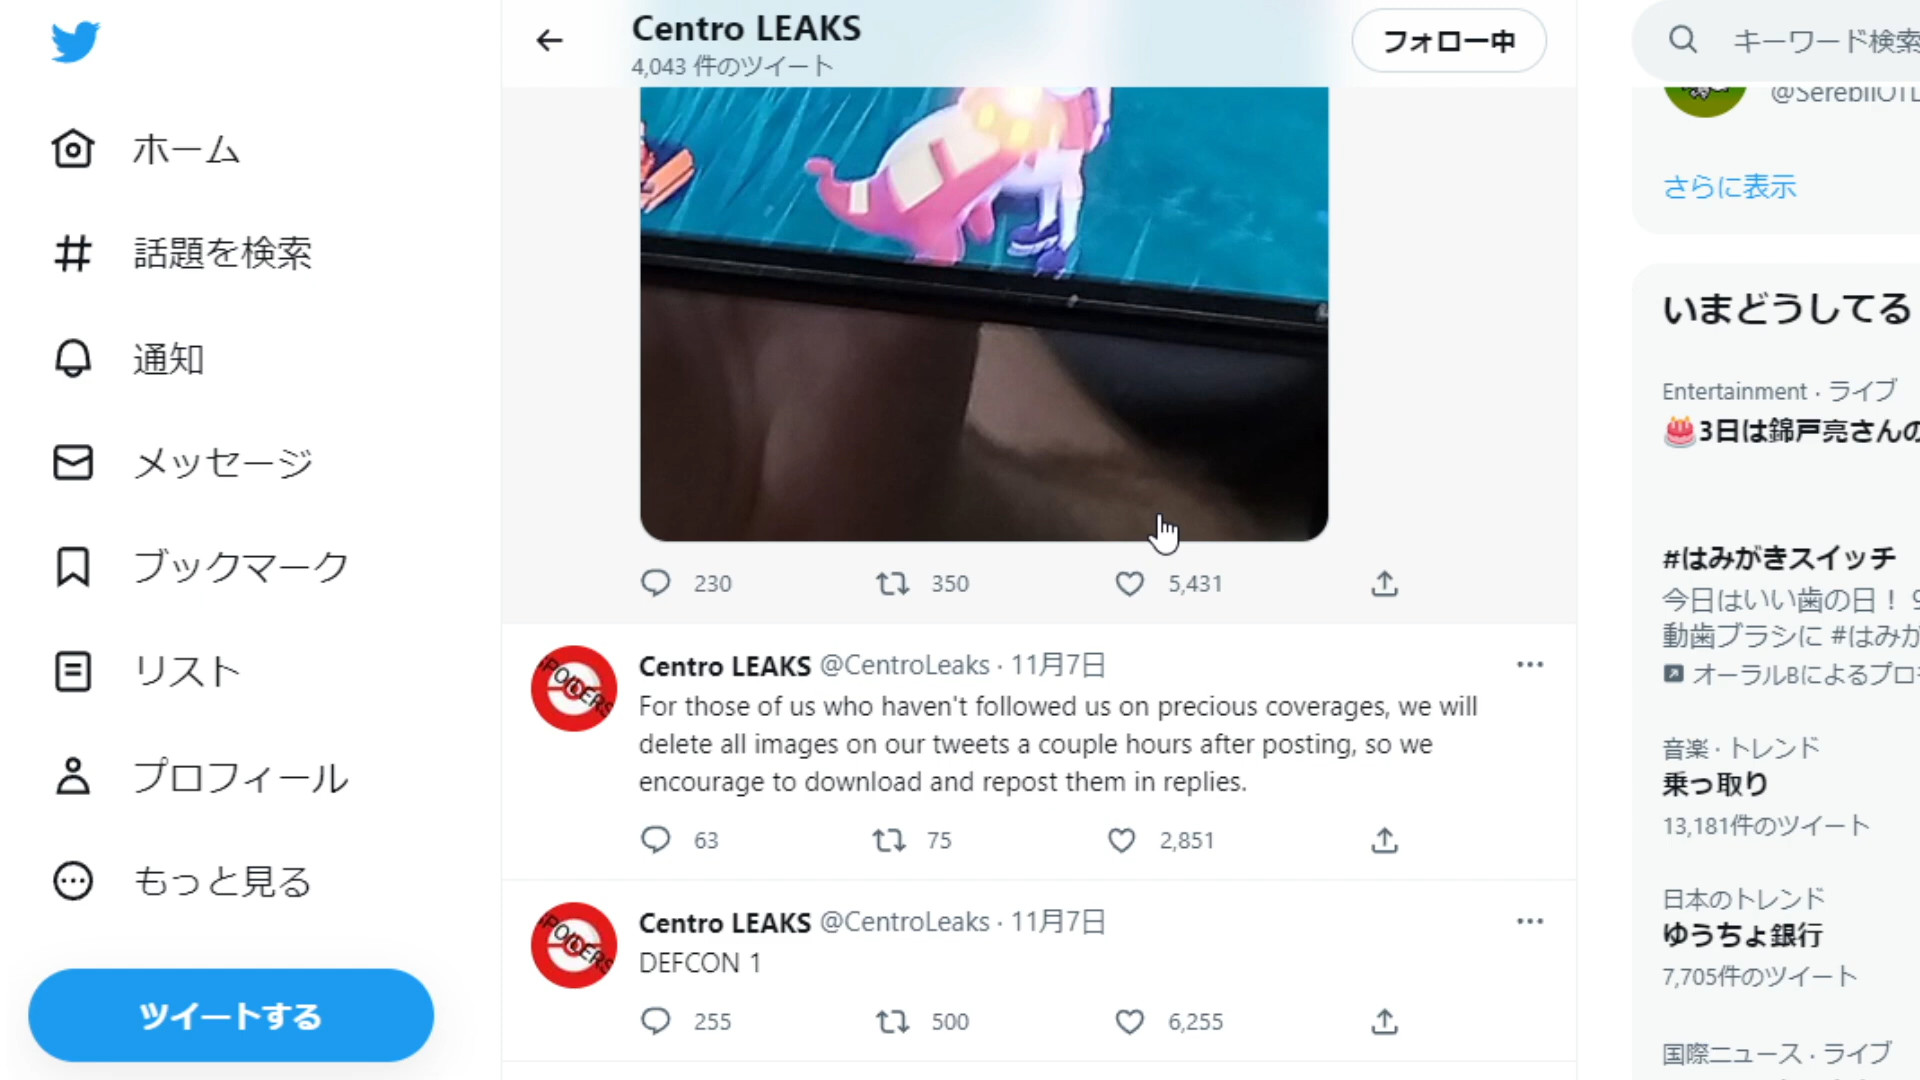 Centro LEAKS
4,043 件のツイート
フォロー中
キーワード検索
ホーム
話題を検索
通知
メッセージ
ブックマーク
リスト
プロフィール
もっと見る
ツイートする
230 350 5,431
Centro LEAKS @CentroLeaks · 11月7日
For those of us who haven't followed us on precious coverages, we will
delete all images on our tweets a couple hours after posting, so we
encourage to download and repost them in replies.
63 75 2,851
Centro LEAKS @CentroLeaks · 11月7日
DEFCON 1
255 500 6,255
さらに表示
いまどうしてる
Entertainment · ライブ
🎂3日は錦戸亮さんの
#はみがきスイッチ
今日はいい歯の日！
動歯ブラシに #はみが
オーラルBによるプロモ
音楽 · トレンド
乗っ取り
13,181件のツイート
日本のトレンド
ゆうちょ銀行
7,705件のツイート
国際ニュース · ライブ